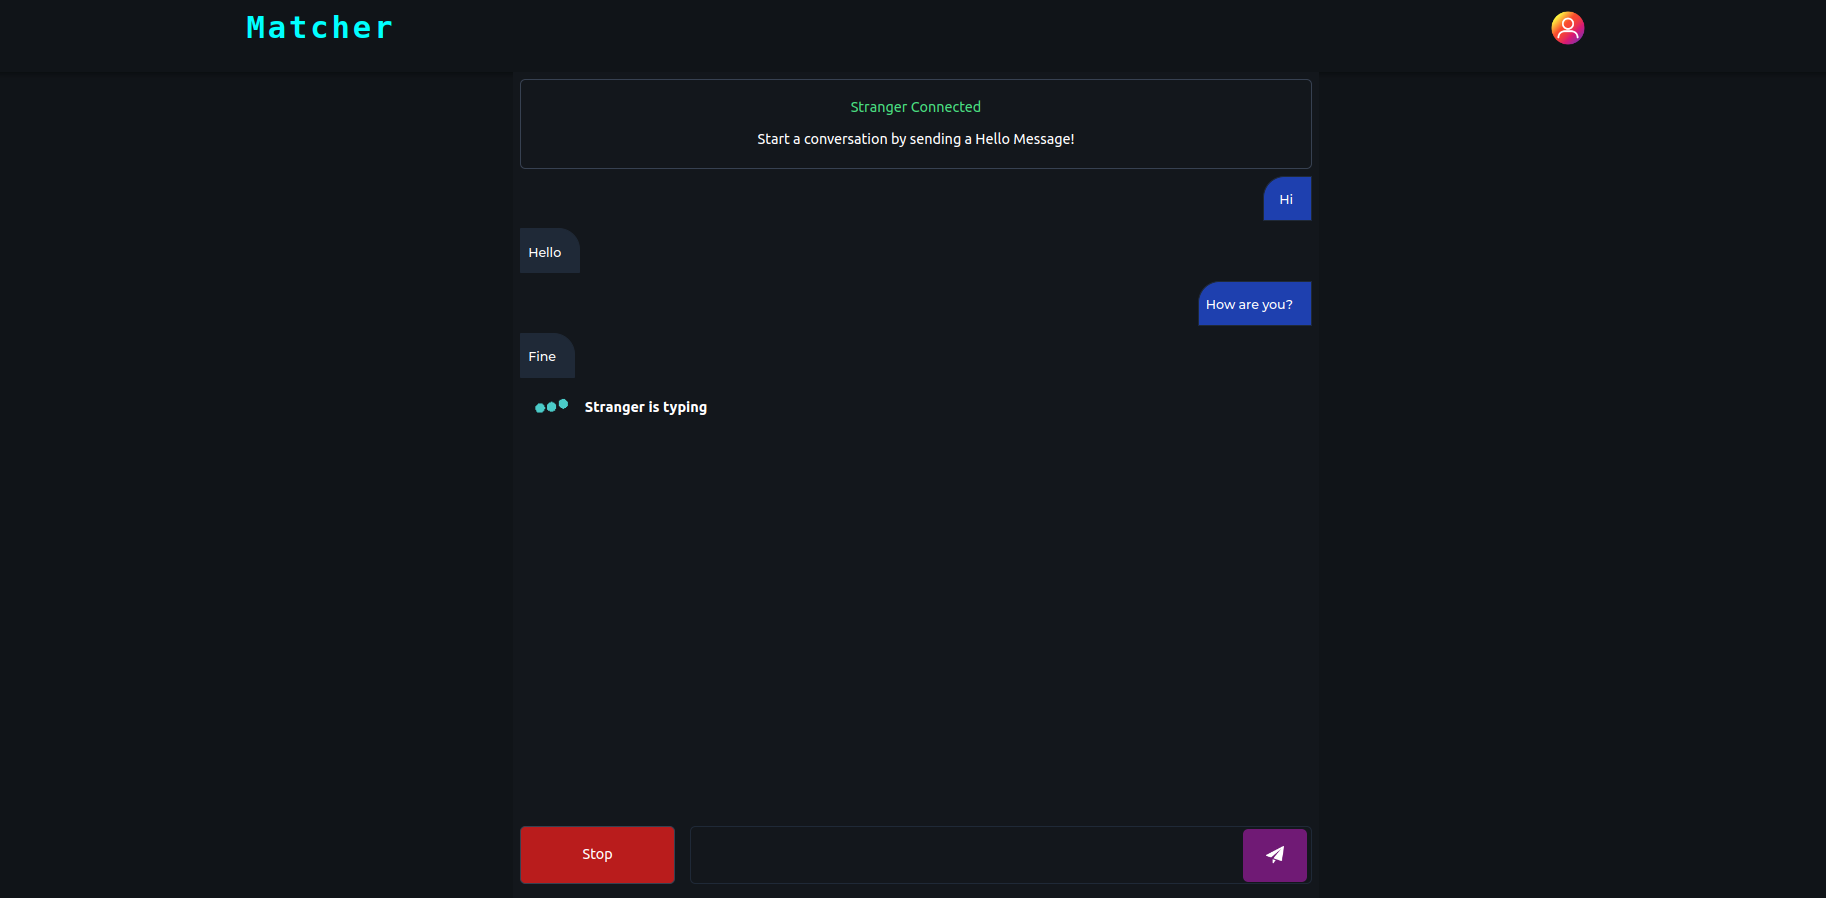 Matcher
Stranger Connected
Start a conversation by sending a Hello Message!
Hi
Hello
How are you?
Fine
Stranger is typing
Stop